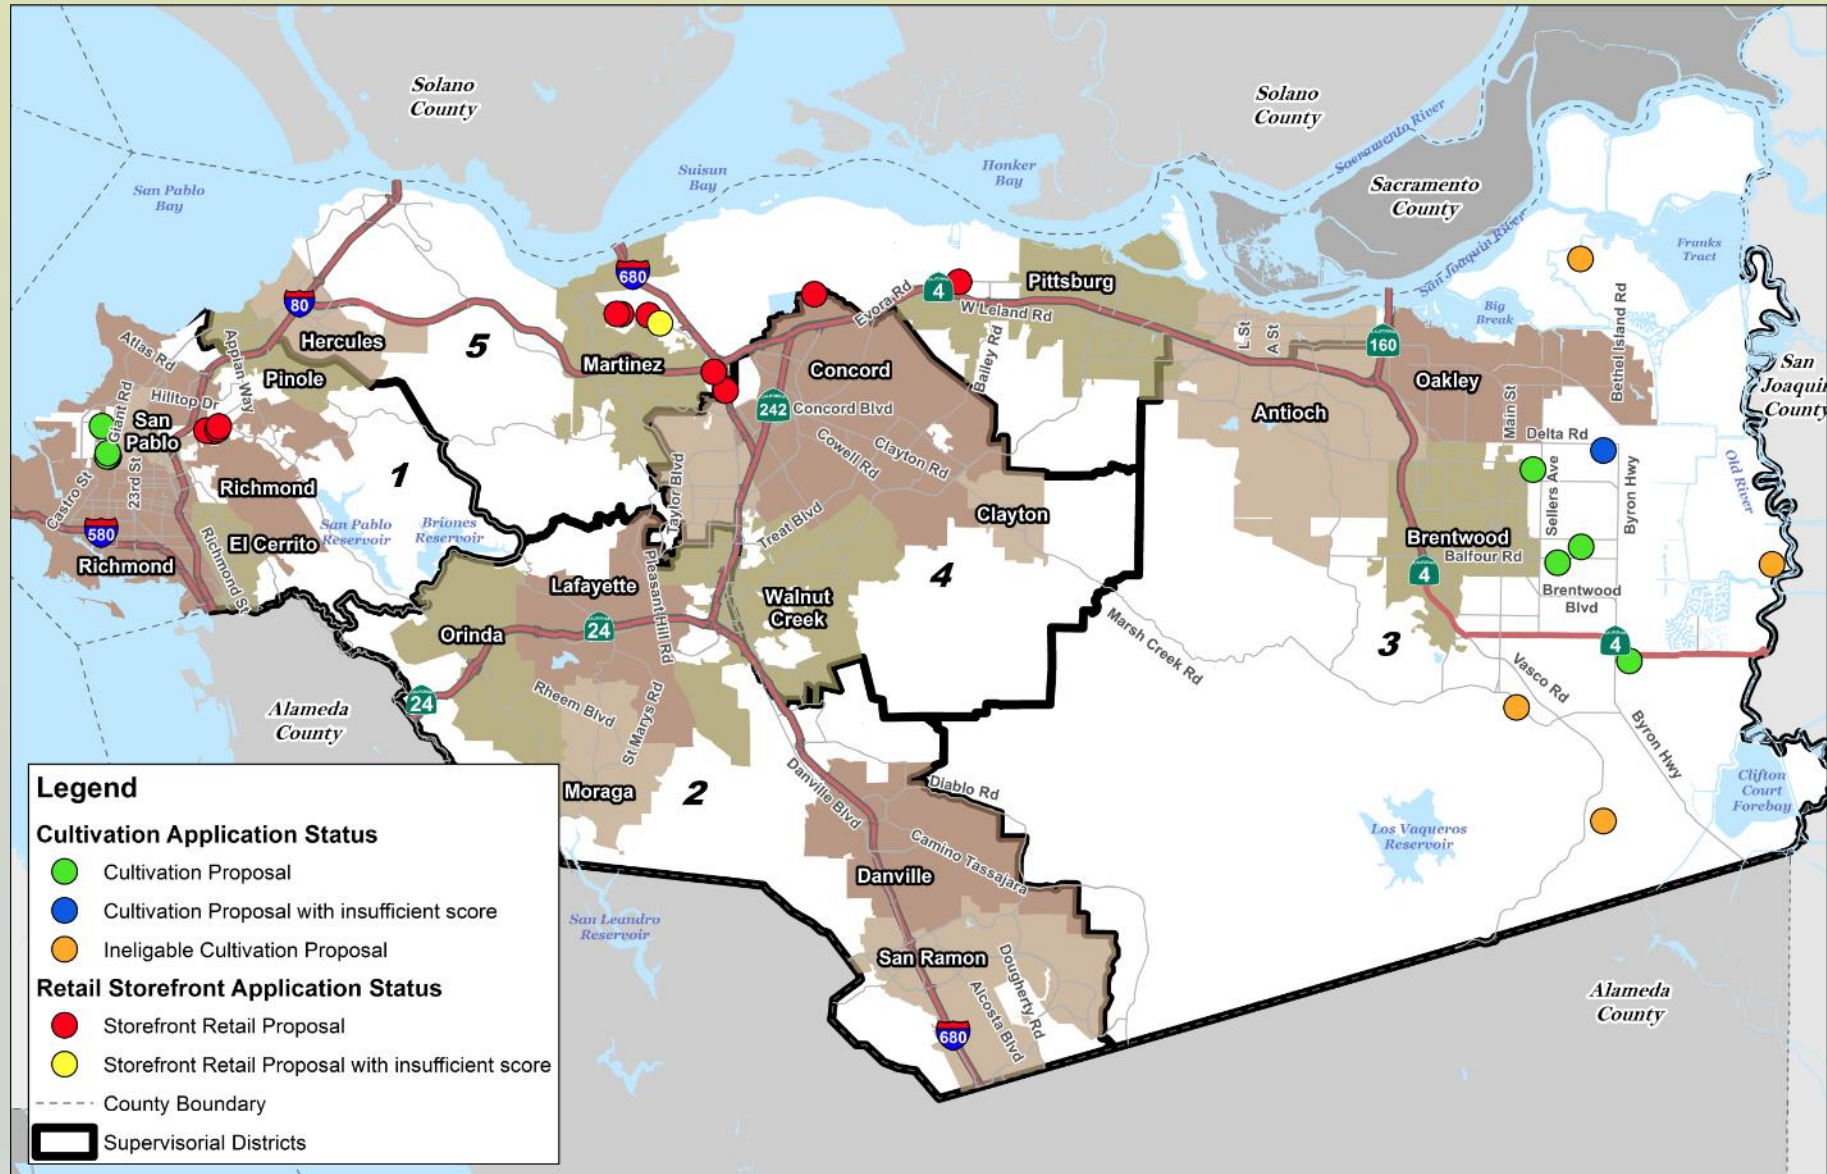 Solano
County
Solano
County
Sacramento River
Suisun
Bay
Honker
Bay
San Pablo
Bay
Sacramento
County
San Joaquin River
Franks
Tract
680
4
Pittsburg
80
Evora Rd
W Leland Rd
Big
Break
Bethel Island Rd
Atlas Rd
Appian Way
Hercules
5
Martinez
Concord
Bailey Rd
L St
A St
160
Oakley
San
Joaquin
County
Pinole
Giant Rd
Hilltop Dr
San
Pablo
242
Concord Blvd
Antioch
Main St
Delta Rd
Cowell Rd
Clayton Rd
Castro St
23rd St
Richmond
1
Taylor Blvd
Sellers Ave
Byron Hwy
Old River
580
San Pablo
Reservoir
Briones
Reservoir
Treat Blvd
Clayton
El Cerrito
Richmond
Richmond St
Brentwood
Balfour Rd
Lafayette
Pleasant Hill Rd
Walnut
Creek
4
4
Brentwood
Blvd
Orinda
24
Marsh Creek Rd
3
4
Vasco Rd
24
Rheem Blvd
St Marys Rd
Alameda
County
Byron Hwy
Moraga
2
Danville Blvd
Diablo Rd
Clifton
Court
Forebay
Los Vaqueros
Reservoir
Camino Tassajara
Danville
San Leandro
Reservoir
San Ramon
Dougherty Rd
Alcosta Blvd
680
Alameda
County
Legend
Cultivation Application Status
Cultivation Proposal
Cultivation Proposal with insufficient score
Ineligable Cultivation Proposal
Retail Storefront Application Status
Storefront Retail Proposal
Storefront Retail Proposal with insufficient score
County Boundary
Supervisorial Districts